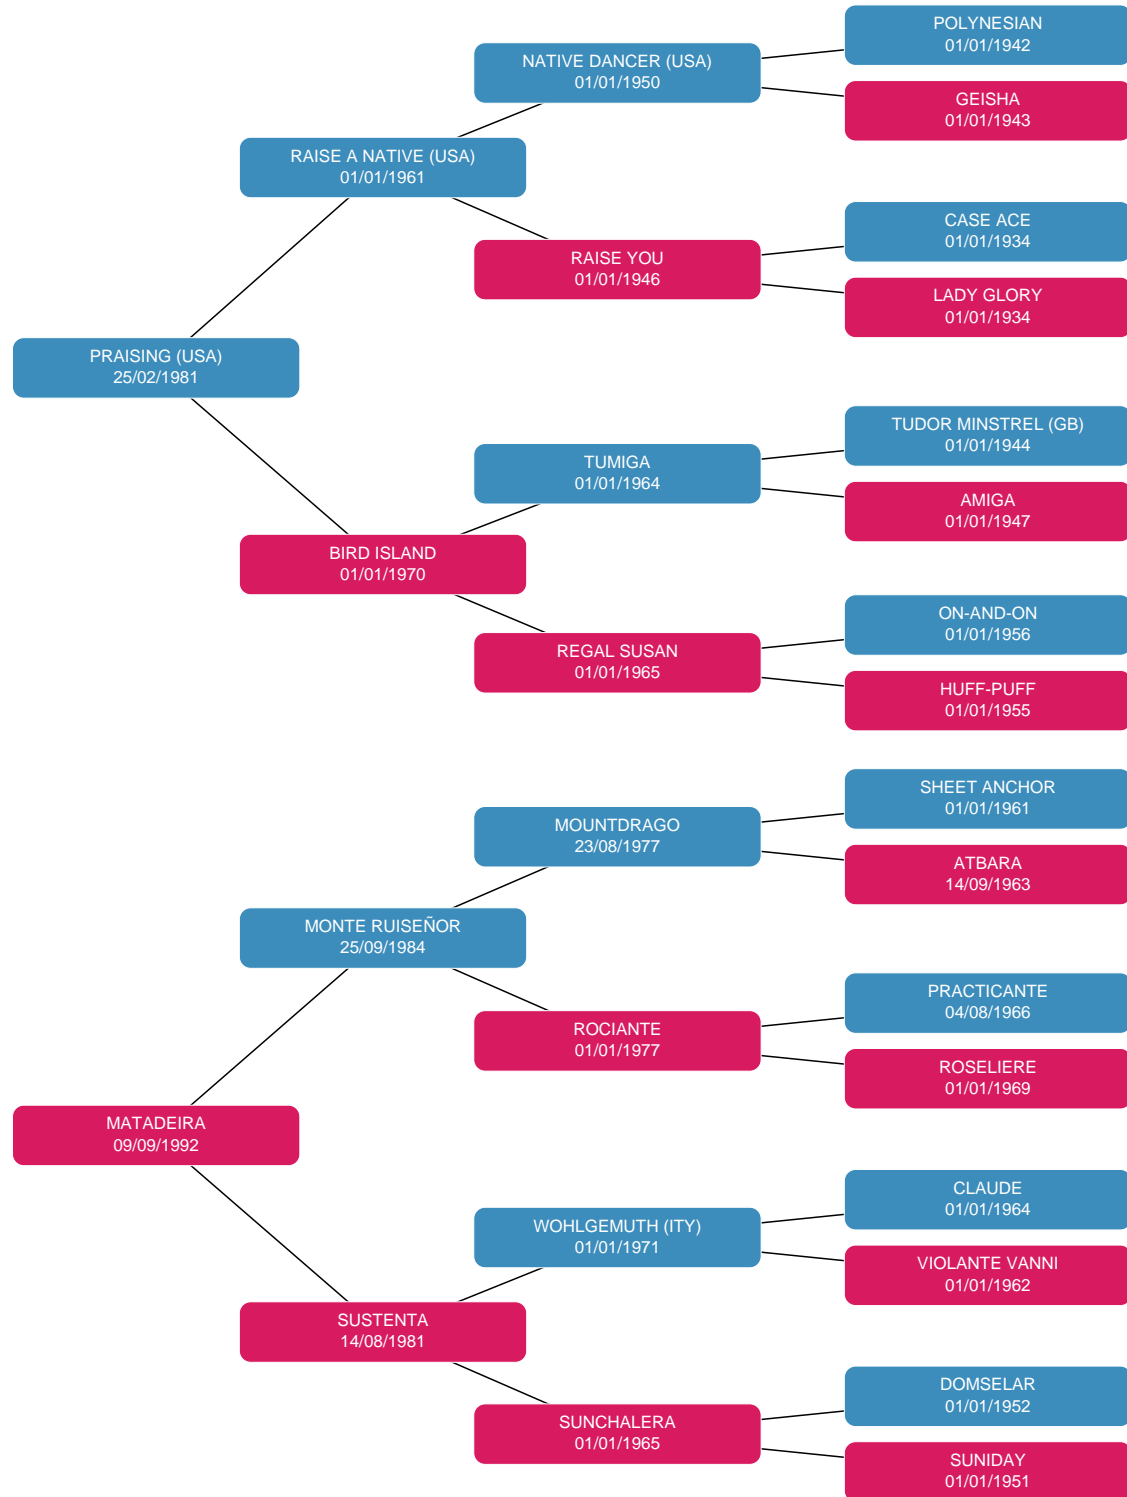 POLYNESIAN
01/01/1942
NATIVE DANCER (USA)
01/01/1950
GEISHA
01/01/1943
RAISE A NATIVE (USA)
01/01/1961
CASE ACE
01/01/1934
RAISE YOU
01/01/1946
LADY GLORY
01/01/1934
PRAISING (USA)
25/02/1981
TUDOR MINSTREL (GB)
01/01/1944
TUMIGA
01/01/1964
AMIGA
01/01/1947
BIRD ISLAND
01/01/1970
ON-AND-ON
01/01/1956
REGAL SUSAN
01/01/1965
HUFF-PUFF
01/01/1955
SHEET ANCHOR
01/01/1961
MOUNTDRAGO
23/08/1977
ATBARA
14/09/1963
MONTE RUISEÑOR
25/09/1984
PRACTICANTE
04/08/1966
ROCIANTE
01/01/1977
ROSELIERE
01/01/1969
MATADEIRA
09/09/1992
CLAUDE
01/01/1964
WOHLGEMUTH (ITY)
01/01/1971
VIOLANTE VANNI
01/01/1962
SUSTENTA
14/08/1981
DOMSELAR
01/01/1952
SUNCHALERA
01/01/1965
SUNIDAY
01/01/1951